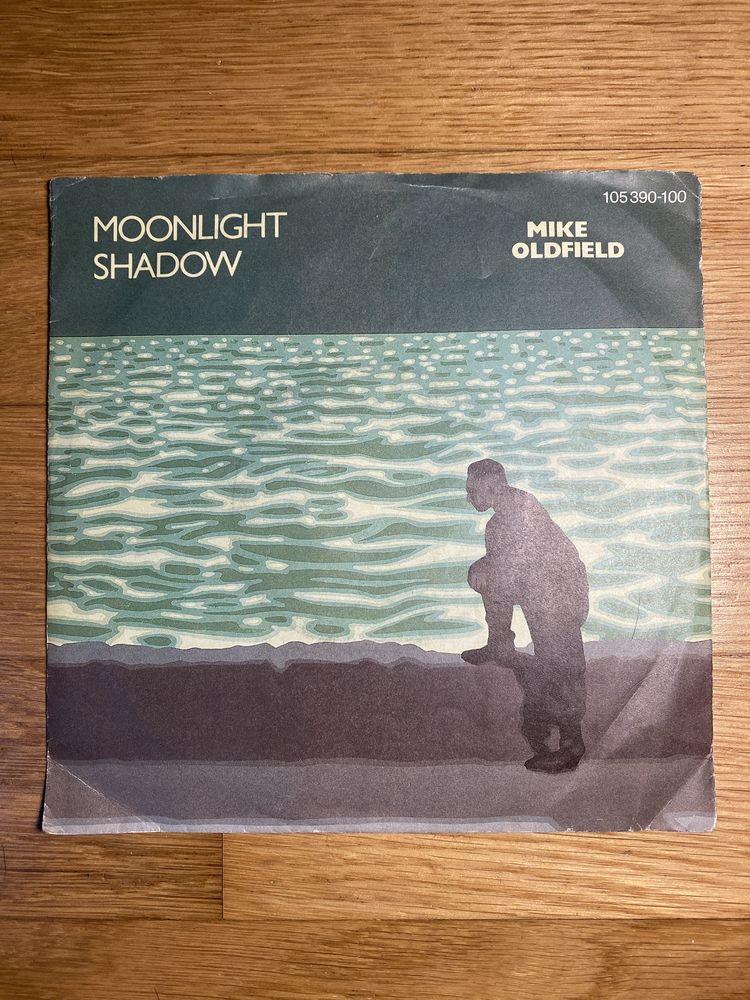 MOONLIGHT
SHADOW
MIKE
OLDFIELD
105 390-100